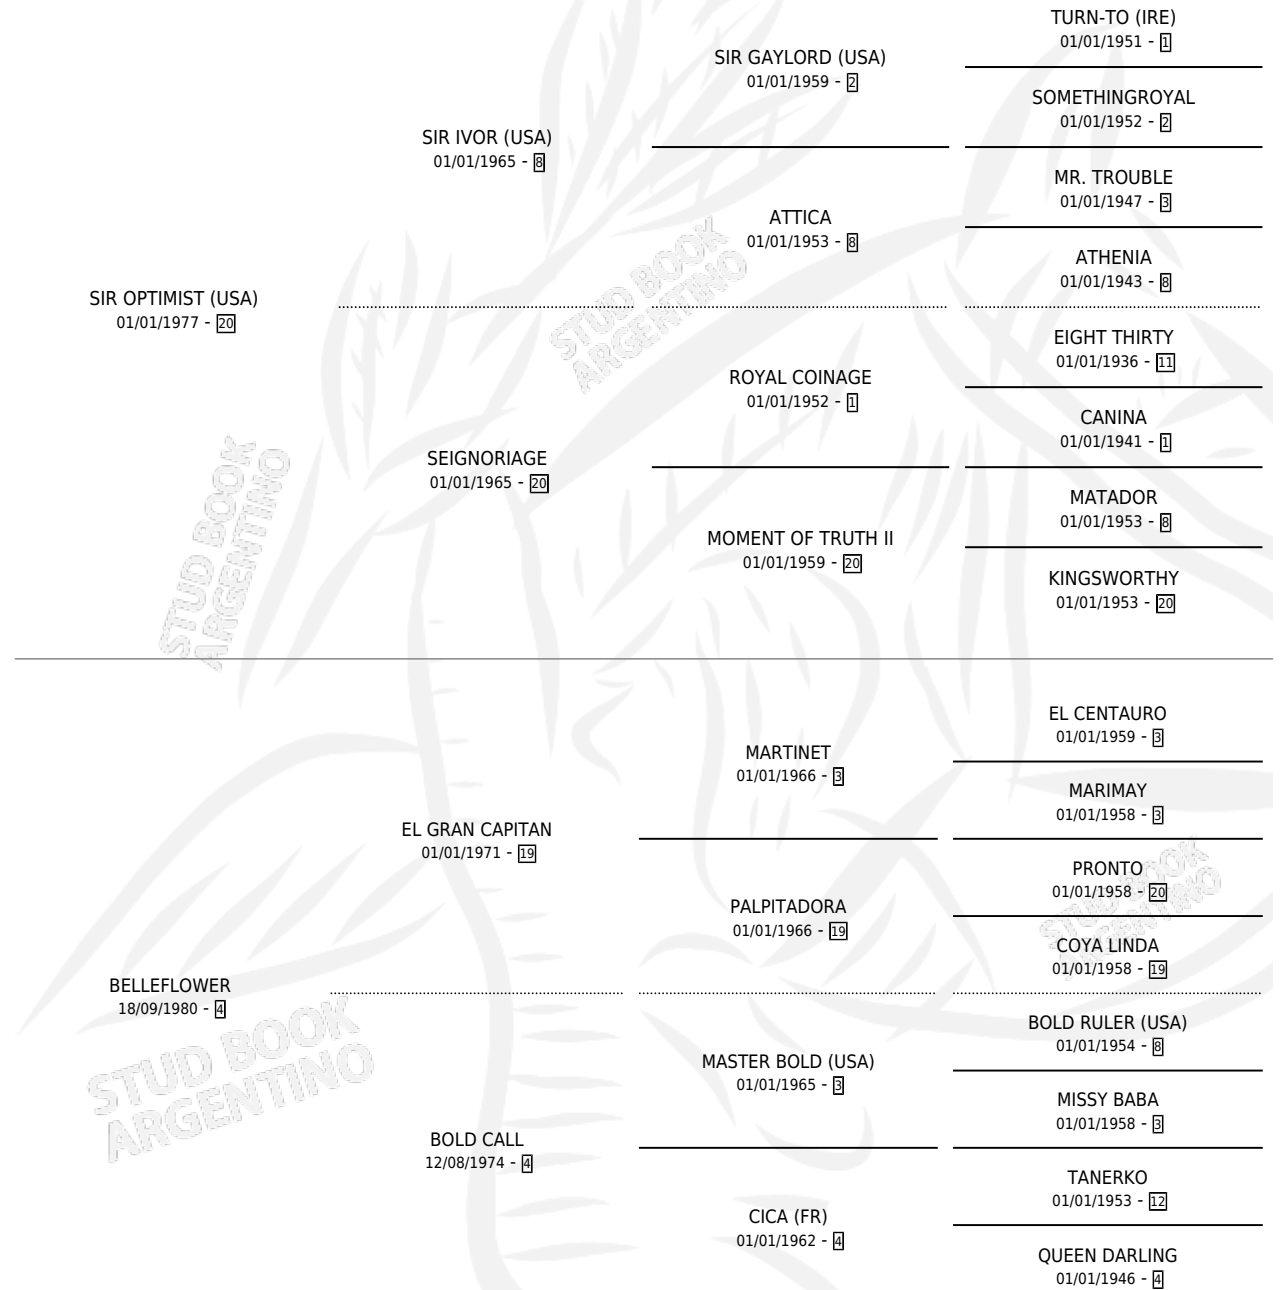 TURN-TO (IRE)
01/01/1951 - 1
SIR GAYLORD (USA)
01/01/1959 - 2
SOMETHINGROYAL
01/01/1952 - 2
SIR IVOR (USA)
01/01/1965 - 8
MR. TROUBLE
01/01/1947 - 3
ATTICA
01/01/1953 - 8
ATHENIA
01/01/1943 - 8
SIR OPTIMIST (USA)
01/01/1977 - 20
EIGHT THIRTY
01/01/1936 - 11
ROYAL COINAGE
01/01/1952 - 1
CANINA
01/01/1941 - 1
SEIGNORIAGE
01/01/1965 - 20
MATADOR
01/01/1953 - 8
MOMENT OF TRUTH II
01/01/1959 - 20
KINGSWORTHY
01/01/1953 - 20
EL CENTAURO
01/01/1959 - 3
MARTINET
01/01/1966 - 3
MARIMAY
01/01/1958 - 3
EL GRAN CAPITAN
01/01/1971 - 19
PRONTO
01/01/1958 - 20
PALPITADORA
01/01/1966 - 19
COYA LINDA
01/01/1958 - 19
BELLEFLOWER
18/09/1980 - 4
BOLD RULER (USA)
01/01/1954 - 8
MASTER BOLD (USA)
01/01/1965 - 3
MISSY BABA
01/01/1958 - 3
BOLD CALL
12/08/1974 - 4
TANERKO
01/01/1953 - 12
CICA (FR)
01/01/1962 - 4
QUEEN DARLING
01/01/1946 - 4
STUD BOOK
ARGENTINO
STUD BOOK
ARGENTINO
STUD BOOK
ARGENTINO
STUD BOOK
ARGENTINO